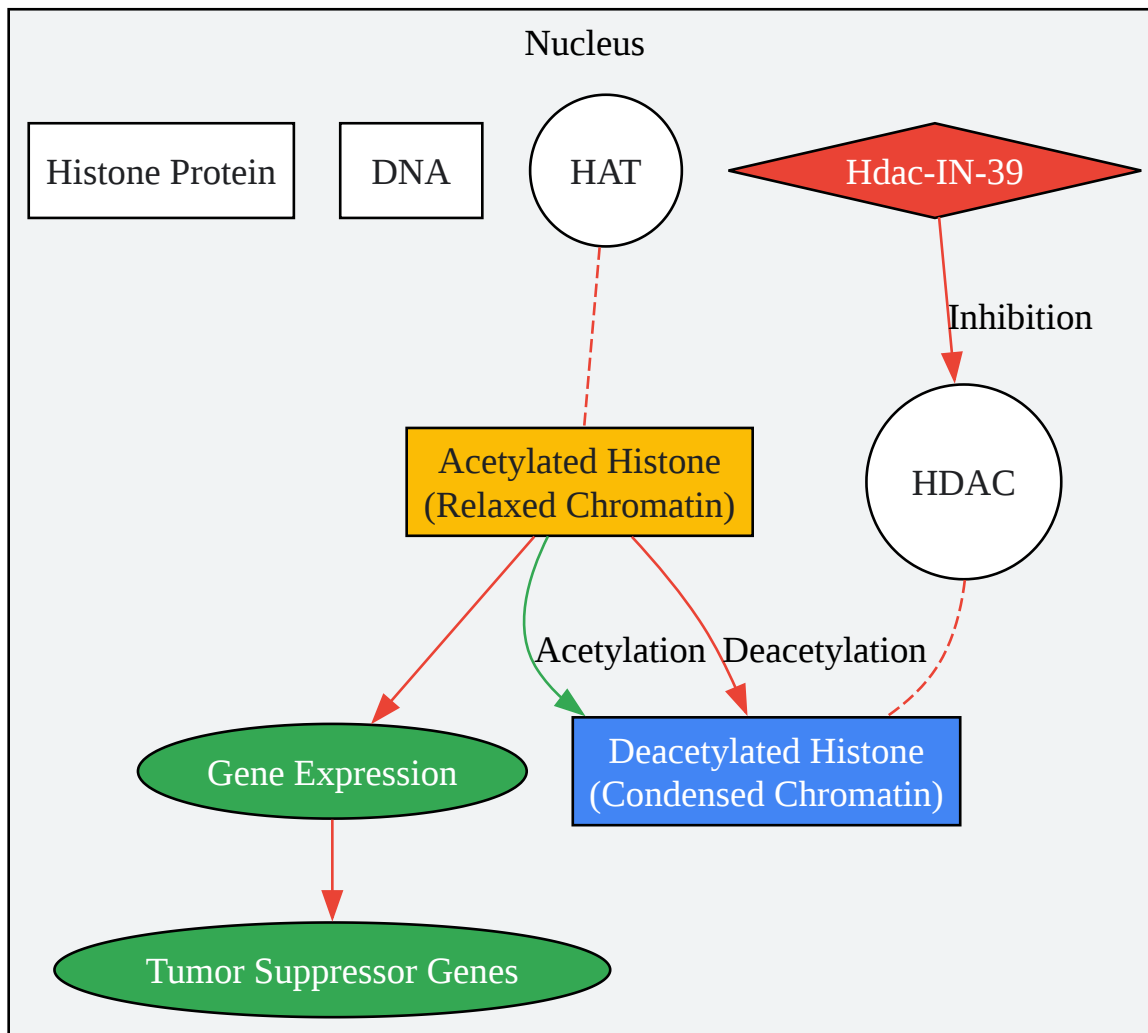 Nucleus
Histone Protein
DNA
HAT
Hdac-IN-39
Inhibition
Acetylated Histone
(Relaxed Chromatin)
HDAC
Acetylation
Deacetylation
Gene Expression
Deacetylated Histone
(Condensed Chromatin)
Tumor Suppressor Genes